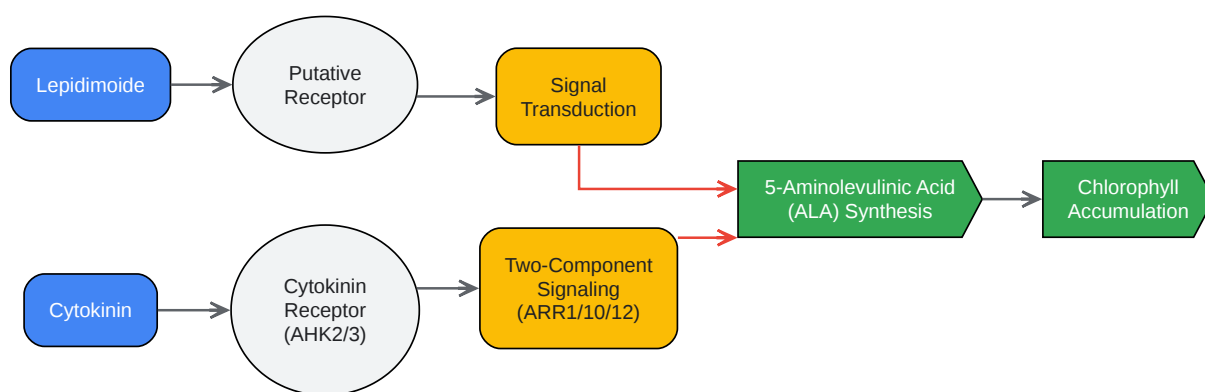 Lepidimoide
Putative
Receptor
Signal
Transduction
5-Aminolevulinic Acid
(ALA) Synthesis
Chlorophyll
Accumulation
Cytokinin
Cytokinin
Receptor
(AHK2/3)
Two-Component
Signaling
(ARR1/10/12)